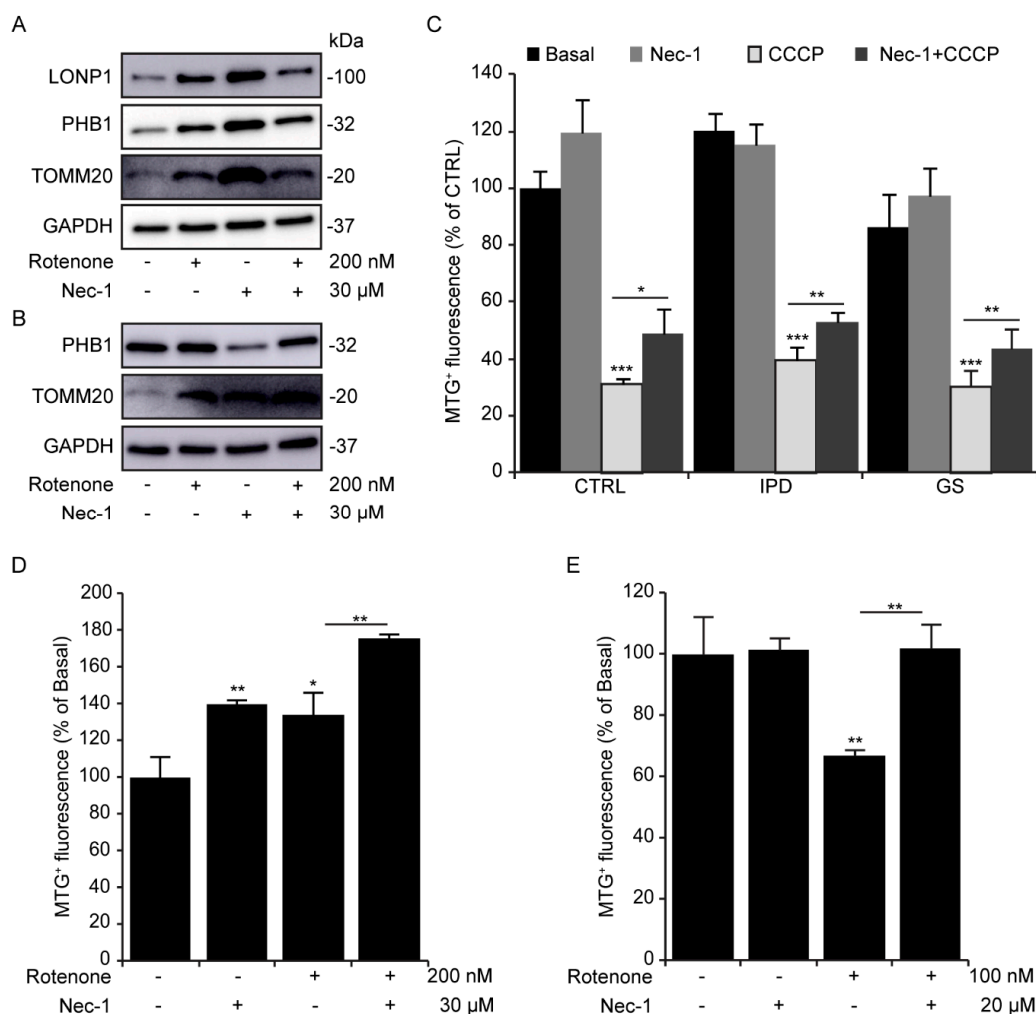 A
kDa
LONP1
-100
PHB1
-32
TOMM20
-20
GAPDH
-37
Rotenone - + - + 200 nM
Nec-1 - - + + 30 µM
B
PHB1
-32
TOMM20
-20
GAPDH
-37
Rotenone - + - + 200 nM
Nec-1 - - + + 30 µM
C
Basal Nec-1 CCCP Nec-1+CCCP
MTG⁺ fluorescence (% of CTRL)
140
120
100
80
60
40
20
0
*
***
**
***
**
***
CTRL IPD GS
D
MTG⁺ fluorescence (% of Basal)
200
180
160
140
120
100
80
60
40
20
0
**
**
*
Rotenone - - + + 200 nM
Nec-1 - + - + 30 µM
E
MTG⁺ fluorescence (% of Basal)
120
100
80
60
40
20
0
**
**
Rotenone - - + + 100 nM
Nec-1 - + - + 20 µM